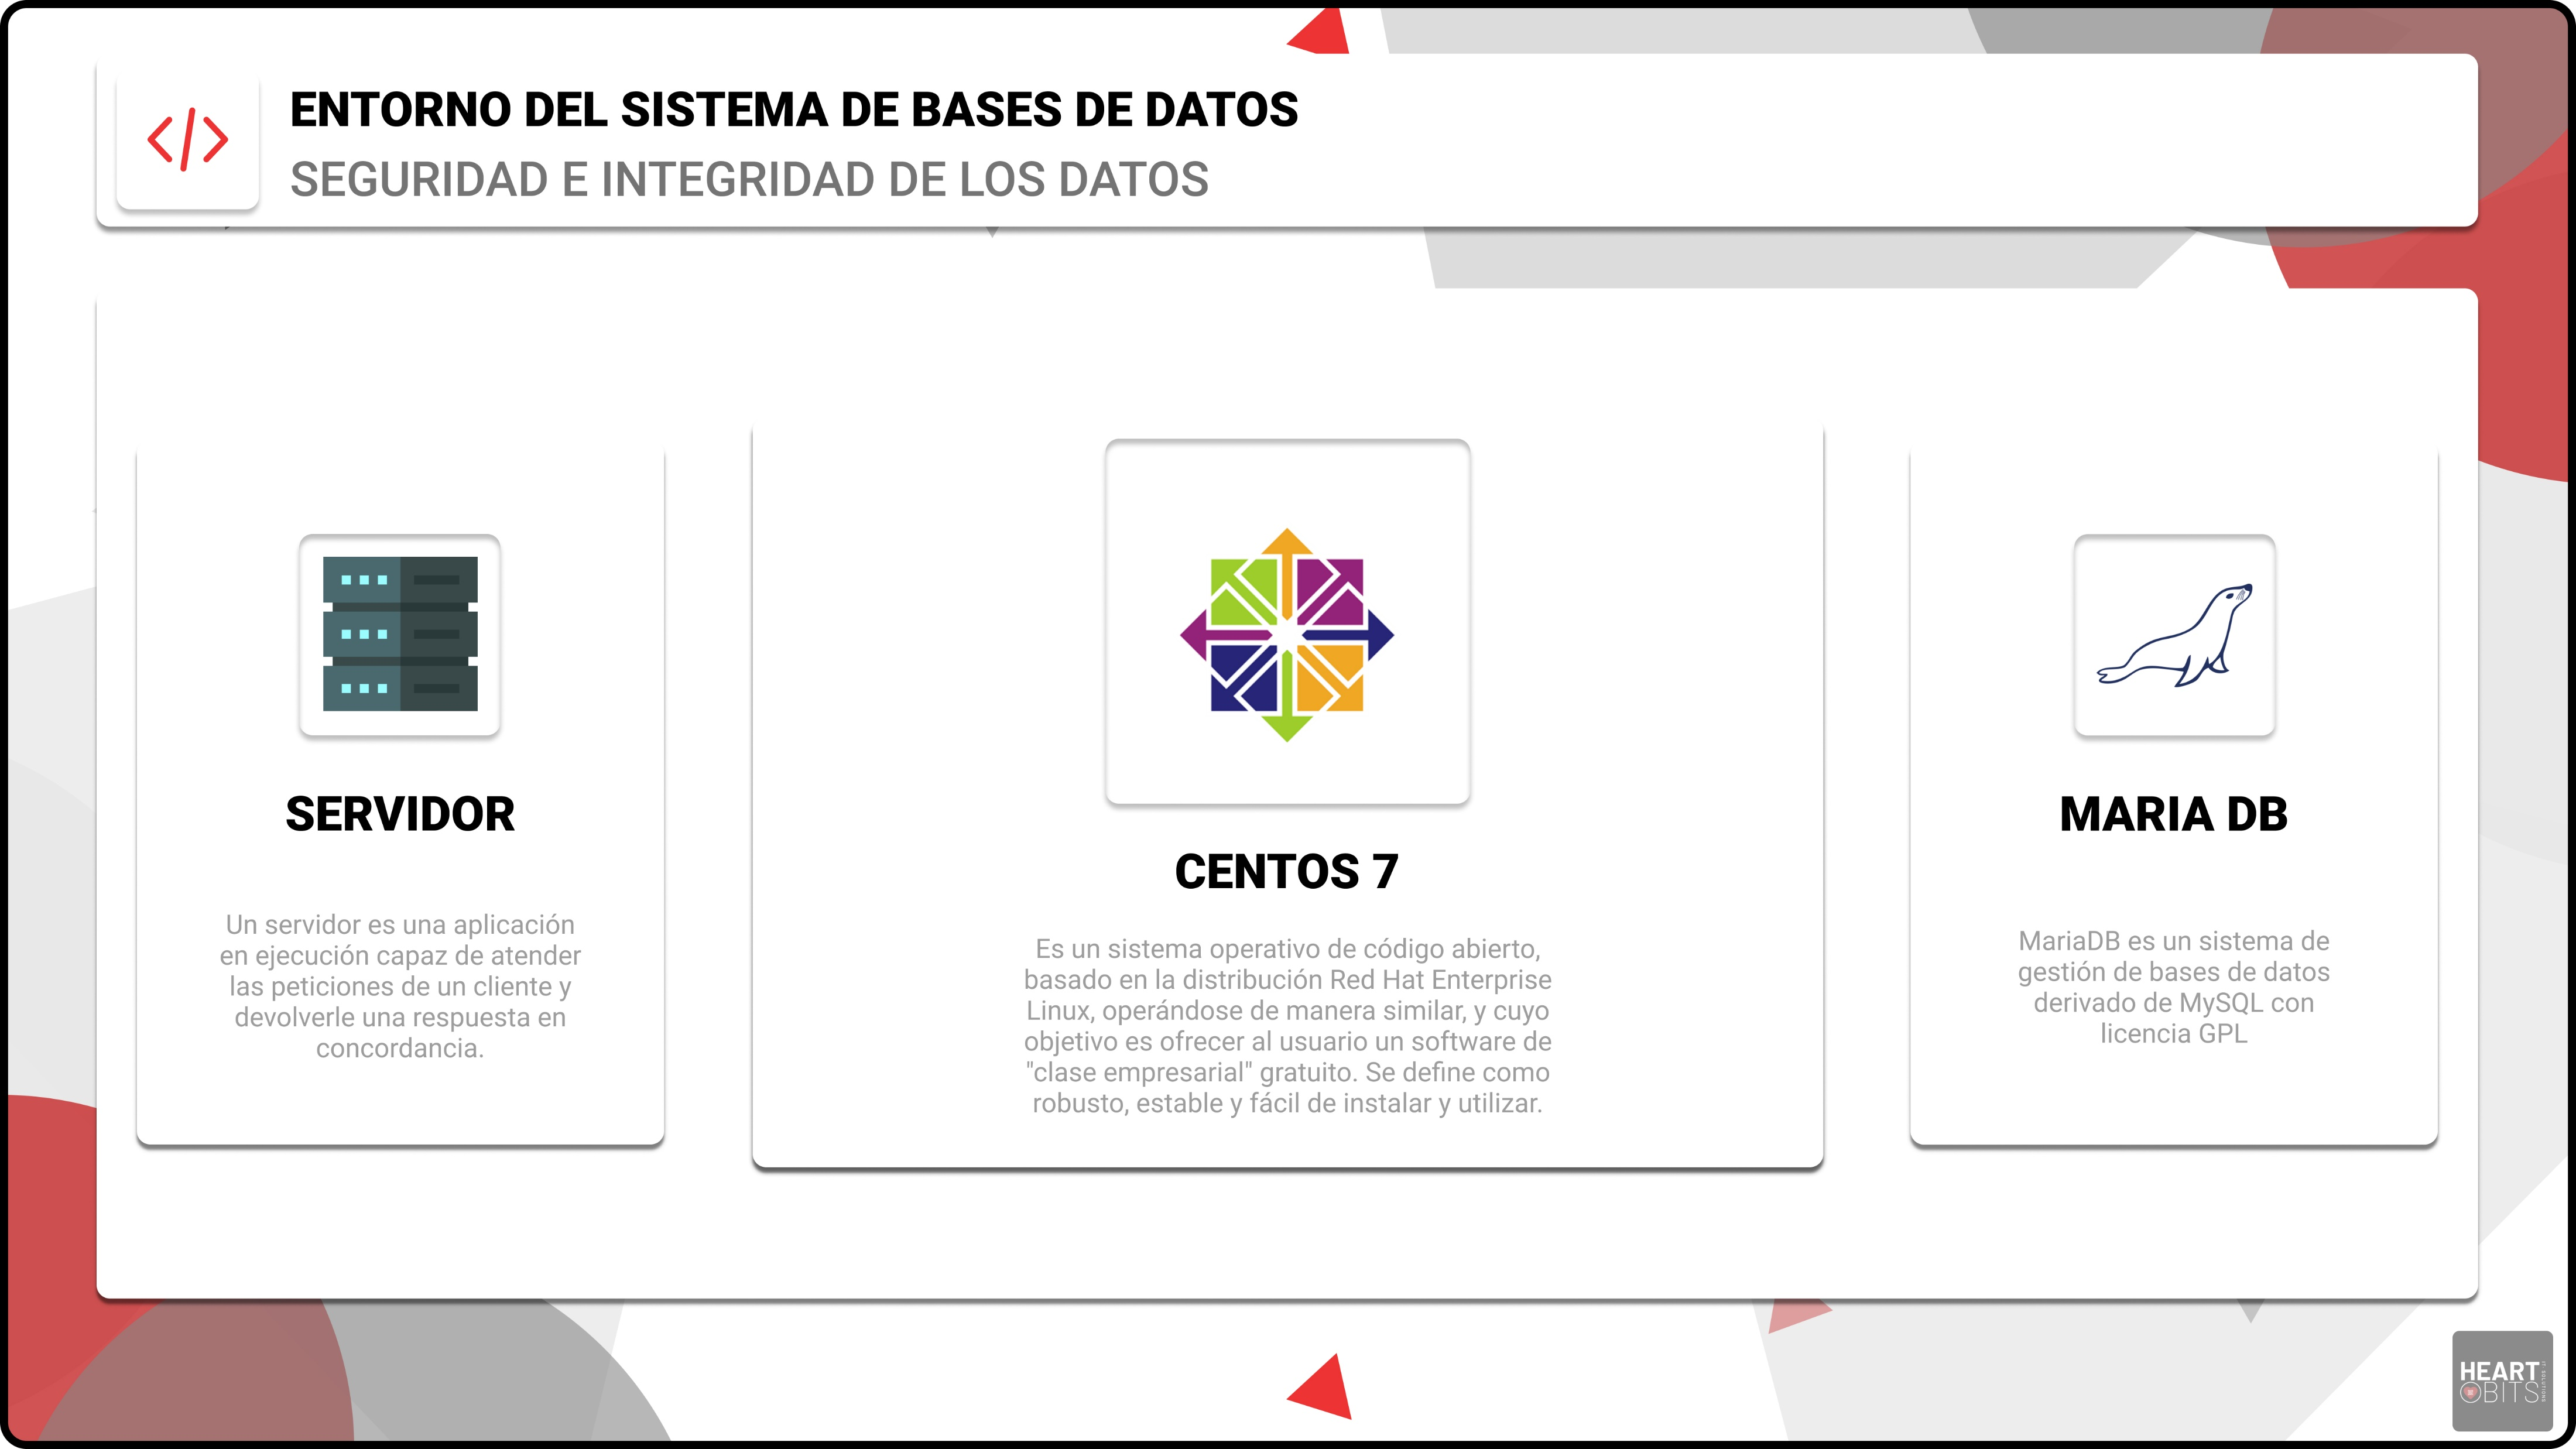 ENTORNO DEL SISTEMA DE BASES DE DATOS
SEGURIDAD E INTEGRIDAD DE LOS DATOS
SERVIDOR
Un servidor es una aplicación
en ejecución capaz de atender
las peticiones de un cliente y
devolverle una respuesta en
concordancia.
CENTOS 7
Es un sistema operativo de código abierto,
basado en la distribución Red Hat Enterprise
Linux, operándose de manera similar, y cuyo
objetivo es ofrecer al usuario un software de
"clase empresarial" gratuito. Se define como
robusto, estable y fácil de instalar y utilizar.
MARIA DB
MariaDB es un sistema de
gestión de bases de datos
derivado de MySQL con
licencia GPL
HEART
BITS
IT SOLUTIONS